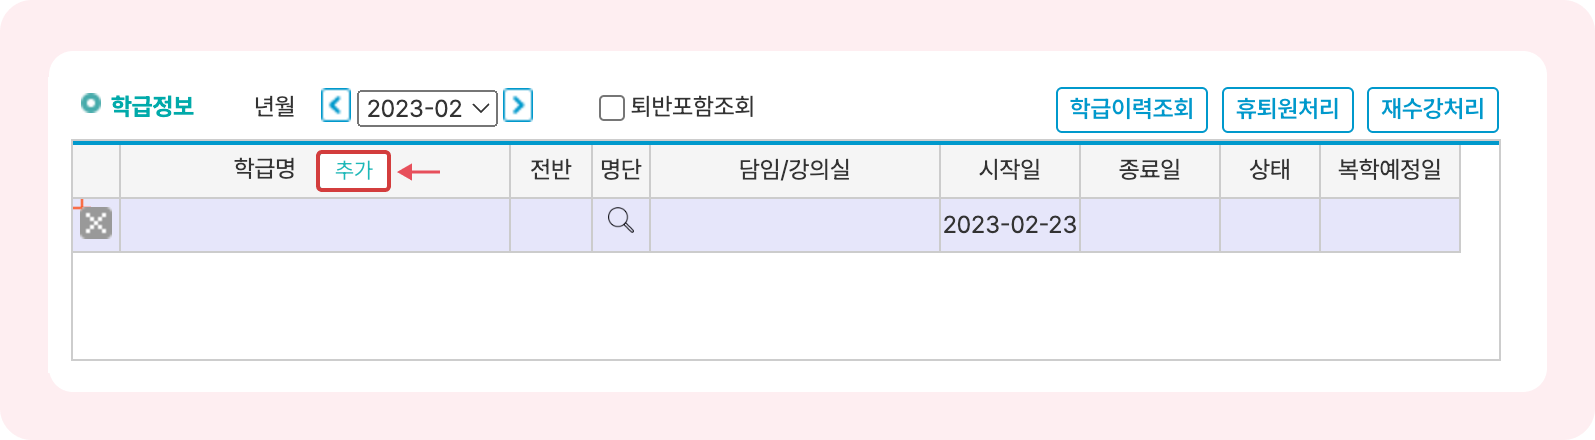 학급정보 년월 2023-02 퇴반포함조회 학급이력조회 휴퇴원처리 재수강처리
학급명 추가 전반 명단 담임/강의실 시작일 종료일 상태 복학예정일
2023-02-23